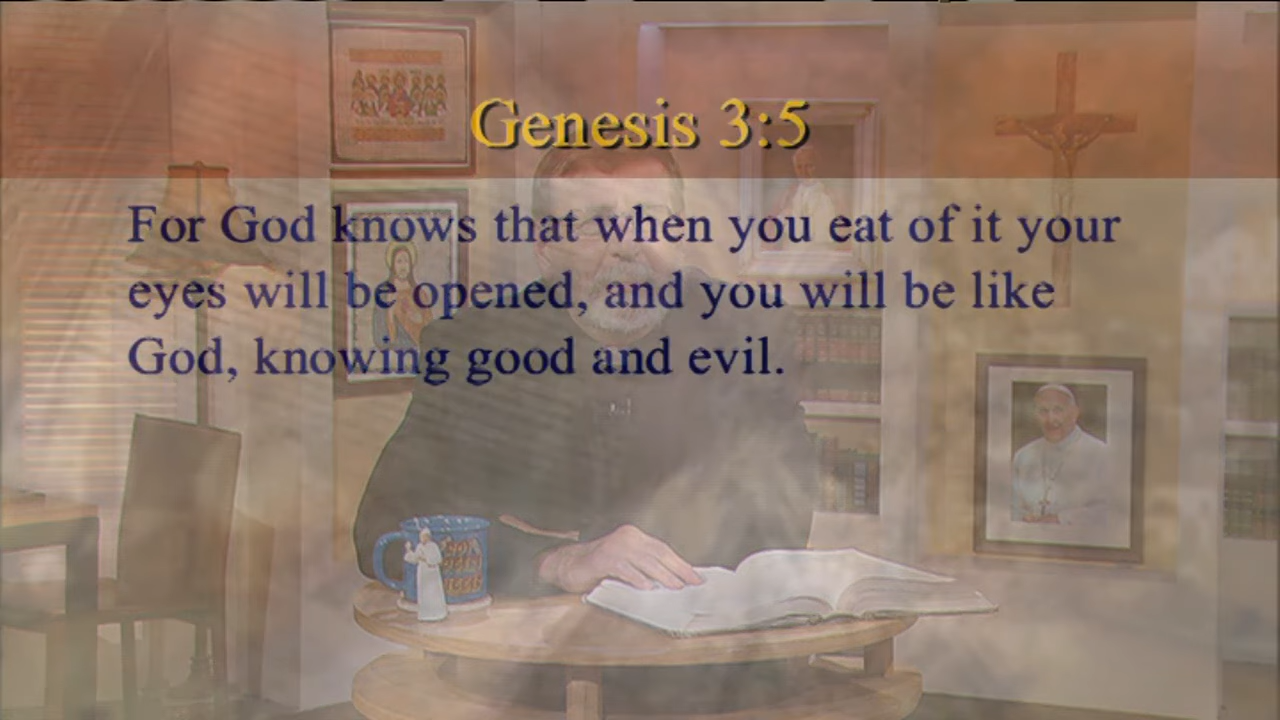 Genesis 3:5
For God knows that when you eat of it your
eyes will be opened, and you will be like
God, knowing good and evil.